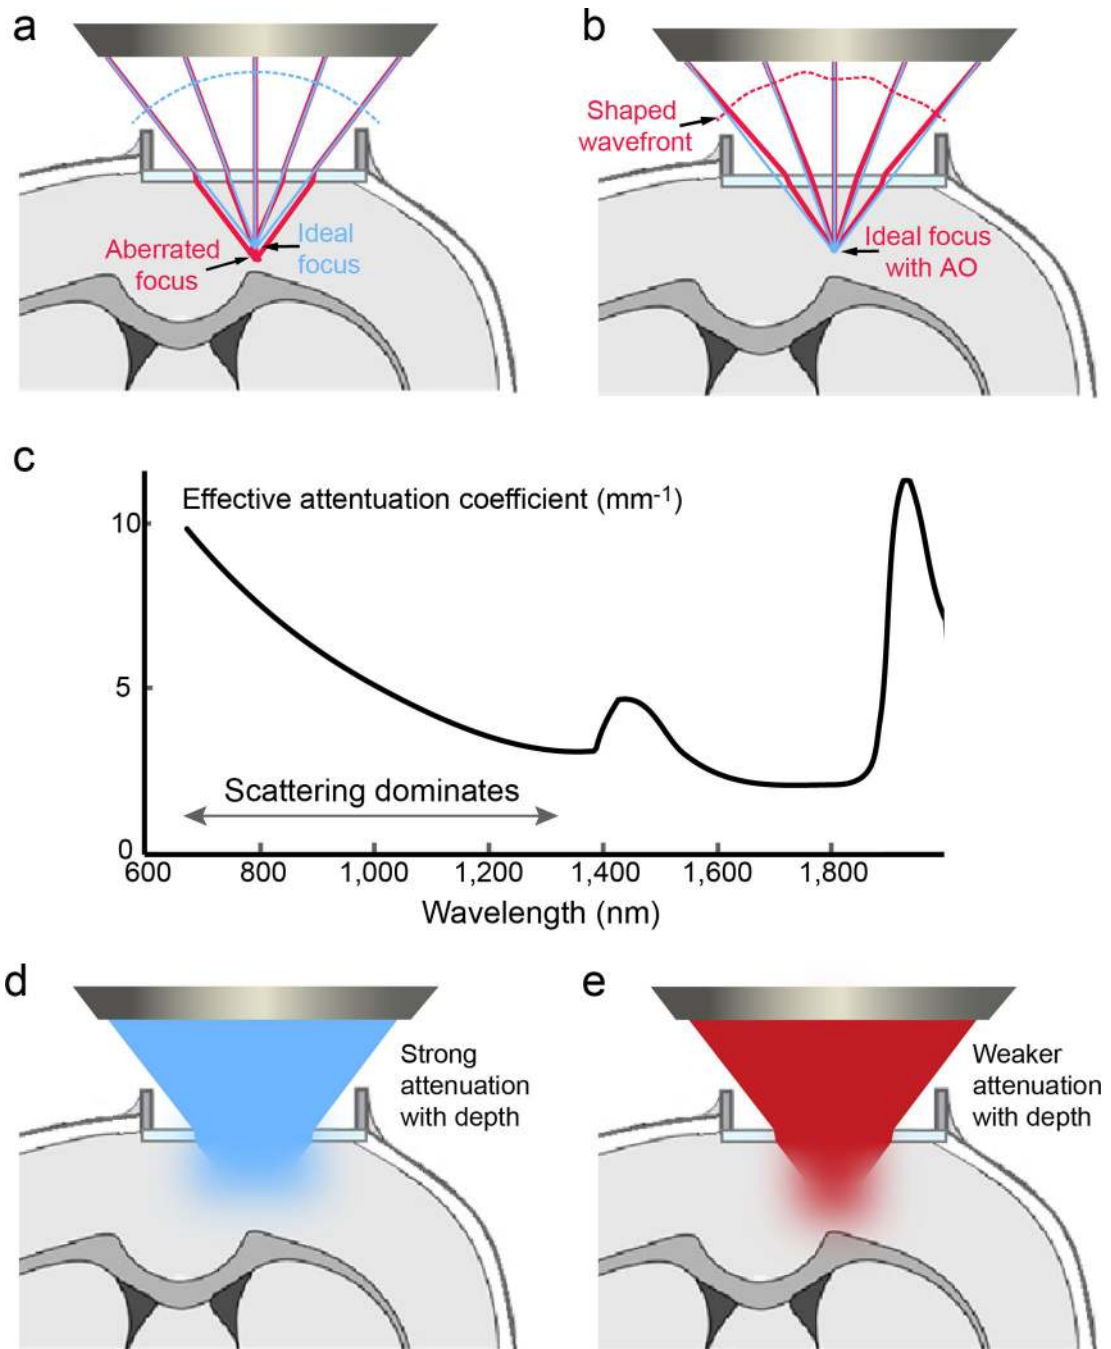 a
Aberrated
focus
Ideal
focus
b
Shaped
wavefront
Ideal focus
with AO
c
Effective attentuation coefficient (mm-1)
10
5
0
Scattering dominates
600 800 1,000 1,200 1,400 1,600 1,800
Wavelength (nm)
d
Strong
attenuation
with depth
e
Weaker
attenuation
with depth